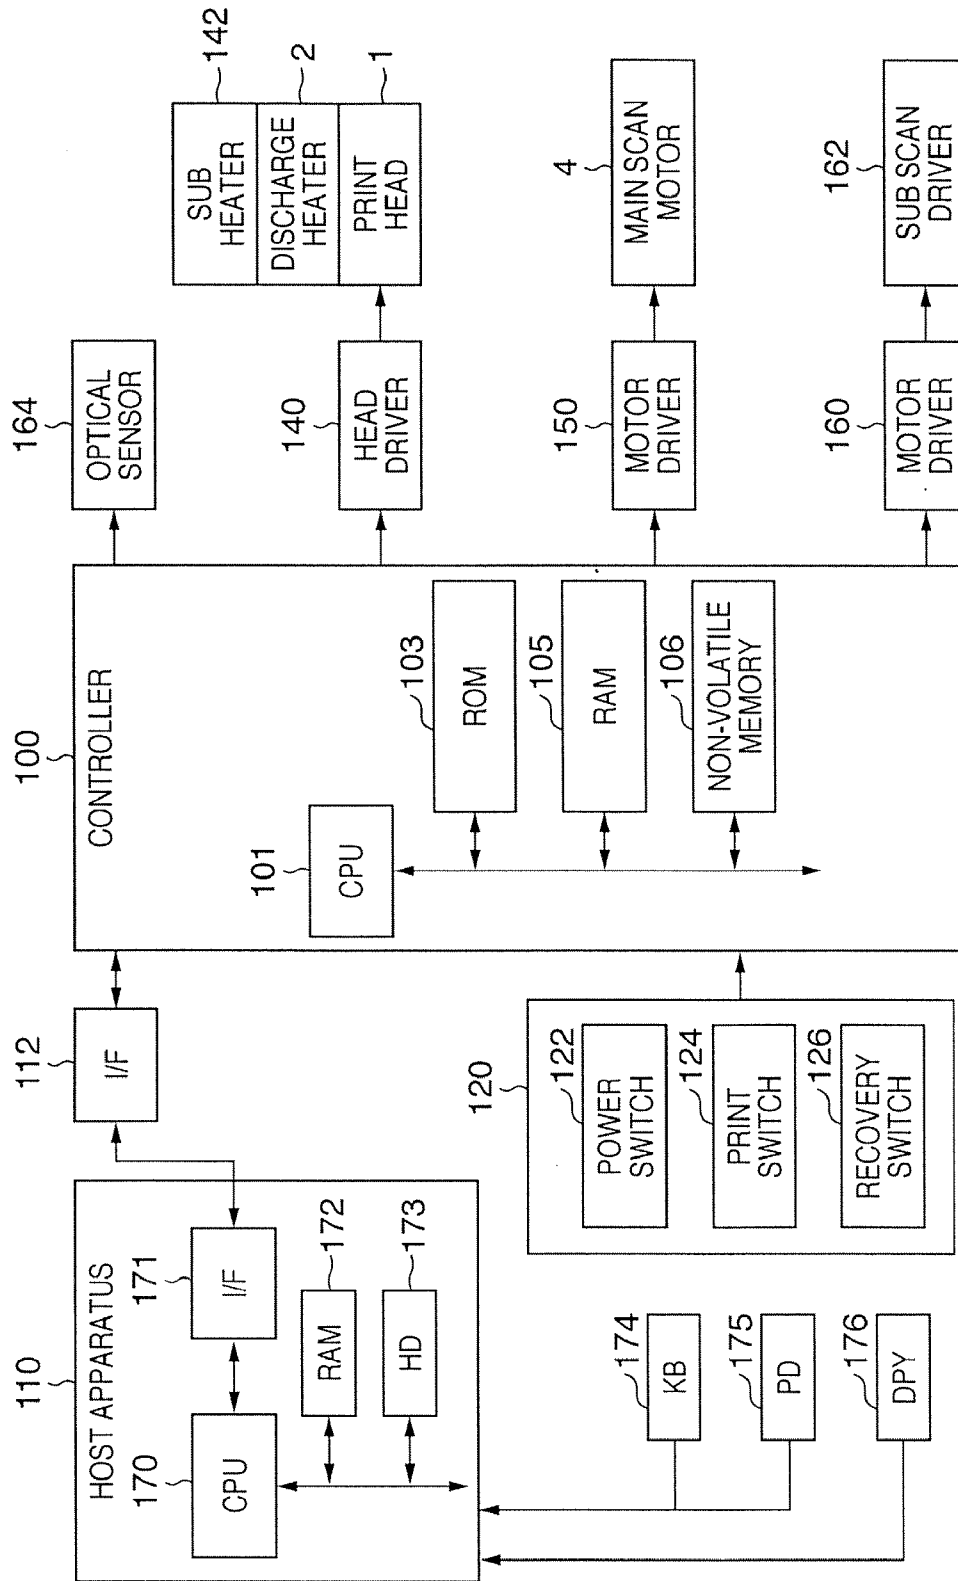 110
HOST APPARATUS
170
CPU
171
I/F
RAM
172
HD
173
112
I/F
174
KB
175
PD
176
DPY
120
122
POWER
SWITCH
124
PRINT
SWITCH
126
RECOVERY
SWITCH
100
CONTROLLER
101
CPU
103
ROM
105
RAM
106
NON-VOLATILE
MEMORY
164
OPTICAL
SENSOR
140
HEAD
DRIVER
SUB
HEATER
142
DISCHARGE
HEATER
2
PRINT
HEAD
1
150
MOTOR
DRIVER
4
MAIN SCAN
MOTOR
160
MOTOR
DRIVER
162
SUB SCAN
DRIVER